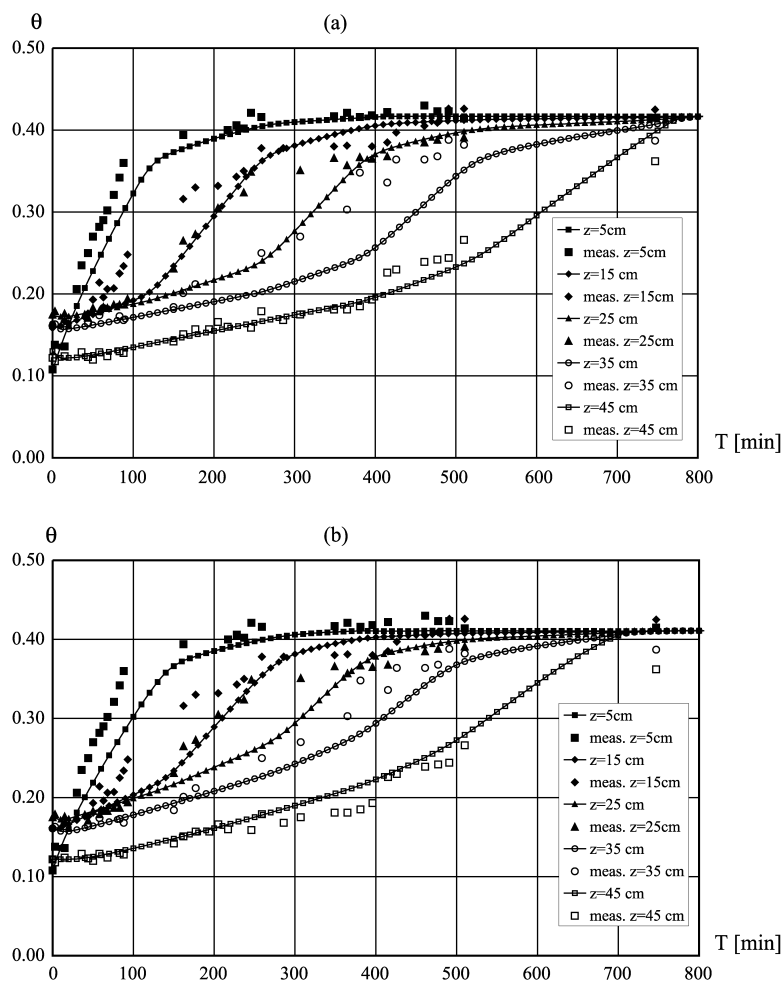 θ
(a)
0.50
0.40
0.30
0.20
0.10
0.00
z=5cm
meas. z=5cm
z=15 cm
meas. z=15cm
z=25 cm
meas. z=25cm
z=35 cm
meas. z=35 cm
z=45 cm
meas. z=45 cm
T [min]
0 100 200 300 400 500 600 700 800
θ
(b)
0.50
0.40
0.30
0.20
0.10
0.00
z=5cm
meas. z=5cm
z=15 cm
meas. z=15cm
z=25 cm
meas. z=25cm
z=35 cm
meas. z=35 cm
z=45 cm
meas. z=45 cm
T [min]
0 100 200 300 400 500 600 700 800